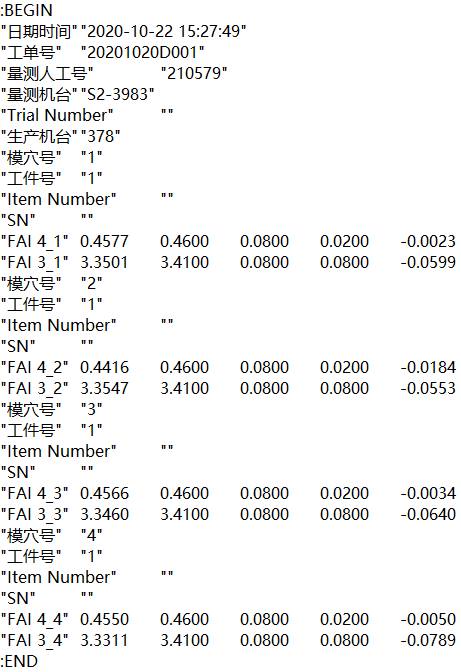 :BEGIN
"日期时间" "2020-10-22 15:27:49"
"工单号" "20201020D001"
"量测人工号" "210579"
"量测机台" "S2-3983"
"Trial Number" ""
"生产机台" "378"
"模穴号" "1"
"工件号" "1"
"Item Number" ""
"SN" ""
"FAI 4_1" 0.4577 0.4600 0.0800 0.0200 -0.0023
"FAI 3_1" 3.3501 3.4100 0.0800 0.0800 -0.0599
"模穴号" "2"
"工件号" "1"
"Item Number" ""
"SN" ""
"FAI 4_2" 0.4416 0.4600 0.0800 0.0200 -0.0184
"FAI 3_2" 3.3547 3.4100 0.0800 0.0800 -0.0553
"模穴号" "3"
"工件号" "1"
"Item Number" ""
"SN" ""
"FAI 4_3" 0.4566 0.4600 0.0800 0.0200 -0.0034
"FAI 3_3" 3.3460 3.4100 0.0800 0.0800 -0.0640
"模穴号" "4"
"工件号" "1"
"Item Number" ""
"SN" ""
"FAI 4_4" 0.4550 0.4600 0.0800 0.0200 -0.0050
"FAI 3_4" 3.3311 3.4100 0.0800 0.0800 -0.0789
:END